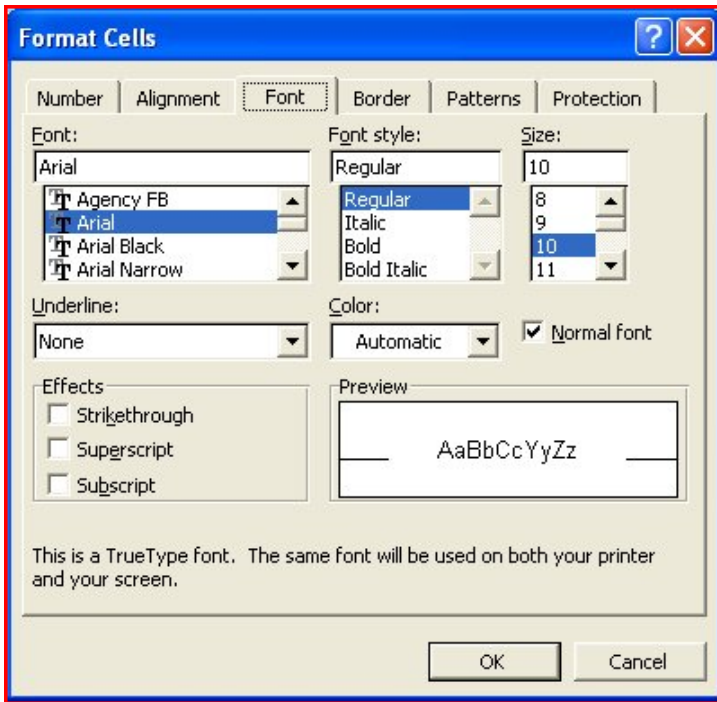 Format Cells
Number Alignment Font Border Patterns Protection
Font: Font style: Size:
Arial Regular 10
Agency FB Regular 8
Arial Italic 9
Arial Black Bold 10
Arial Narrow Bold Italic 11
Underline: Color:
None Automatic Normal font
Effects Preview
Strikethrough
Superscript AaBbCcYyZz
Subscript
This is a TrueType font. The same font will be used on both your printer
and your screen.
OK Cancel